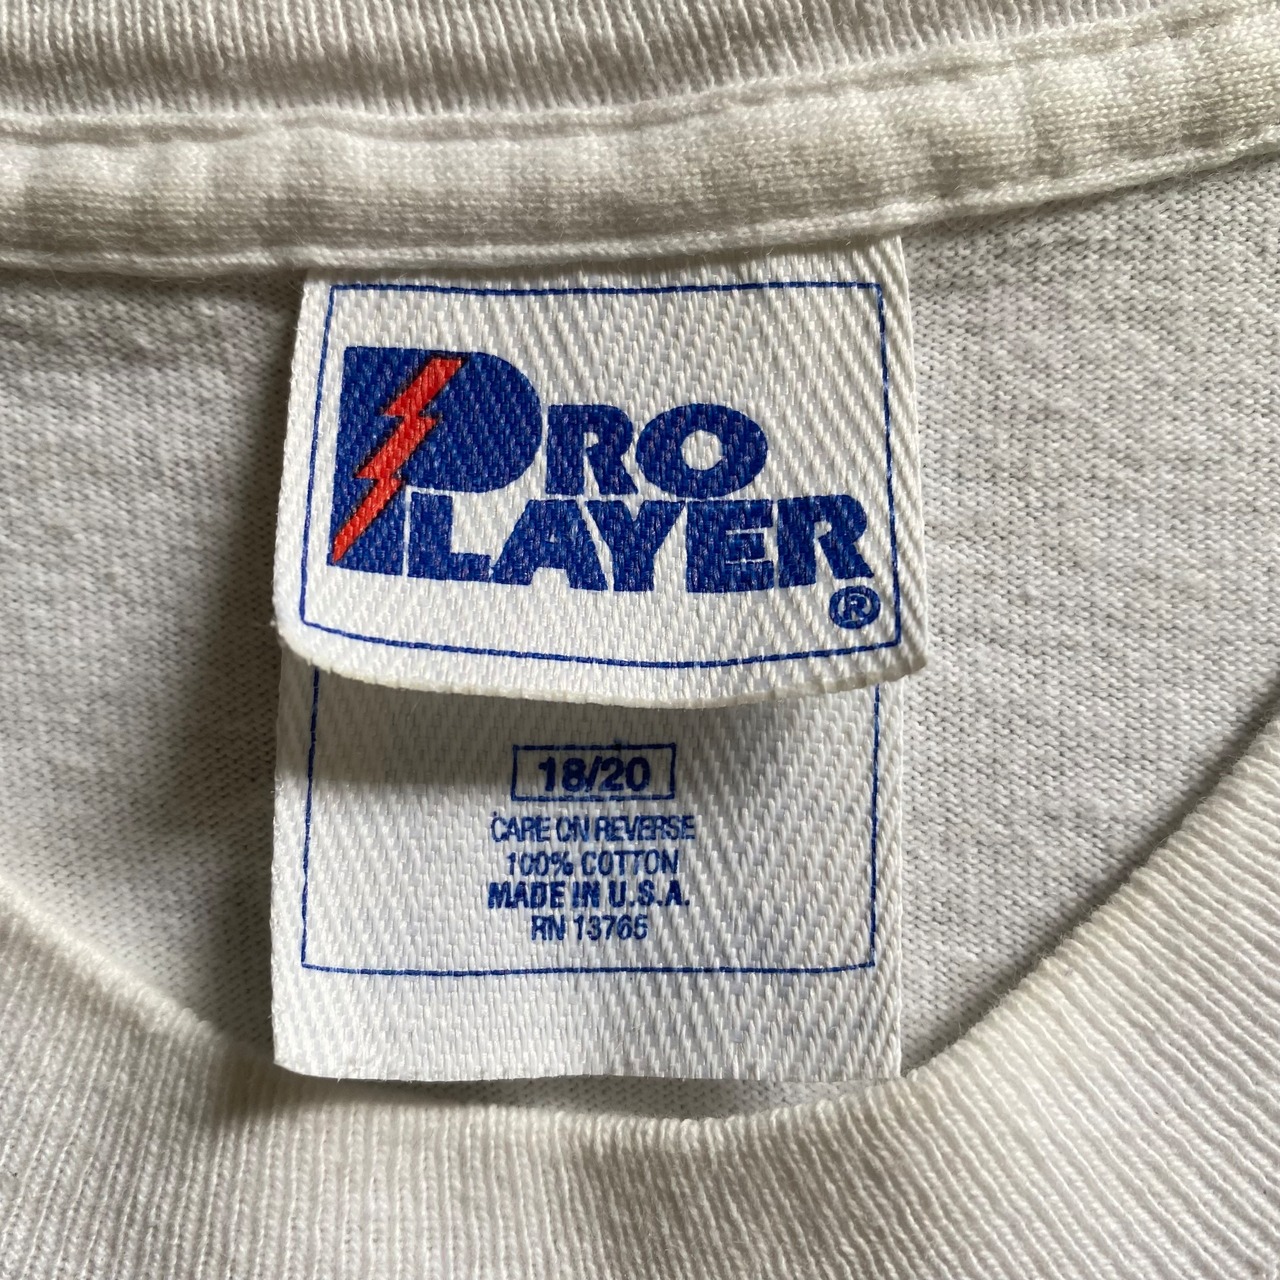 PRO
PLAYER
®
18/20
CARE ON REVERSE
100% COTTON
MADE IN U.S.A.
RN 13765